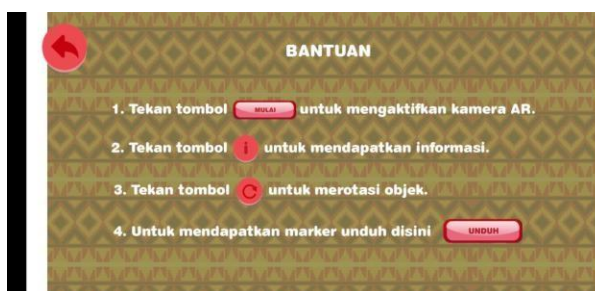 BANTUAN
1. Tekan tombol MULAI untuk mengaktifkan kamera AR.
2. Tekan tombol i untuk mendapatkan informasi.
3. Tekan tombol untuk merotasi objek.
4. Untuk mendapatkan marker unduh disini UNDUH